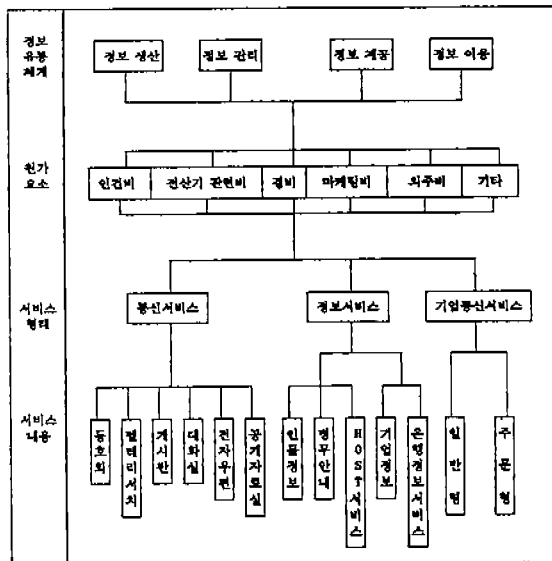 정보
유통
체계
정보 생산
정보 관리
정보 제공
정보 이용
원가
요소
인건비
전산기 관련비
경비
마케팅비
외주비
기타
서비스
형태
통신서비스
정보서비스
기업통신서비스
서비스
내용
동호회
텔레리서치
게시판
대화실
전자우편
공개자료실
인물정보
병무안내
HOST서비스
기업정보
은행정보서비스
일반형
주문형